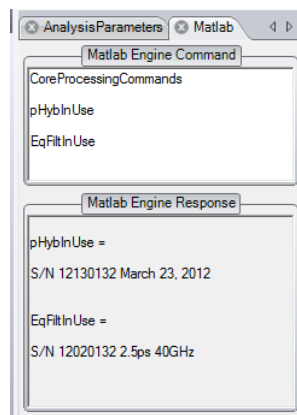 AnalysisParameters Matlab
Matlab Engine Command
CoreProcessingCommands
pHybInUse
EqFiltInUse
Matlab Engine Response
pHybInUse =
S/N 12130132 March 23, 2012
EqFiltInUse =
S/N 12020132 2.5ps 40GHz